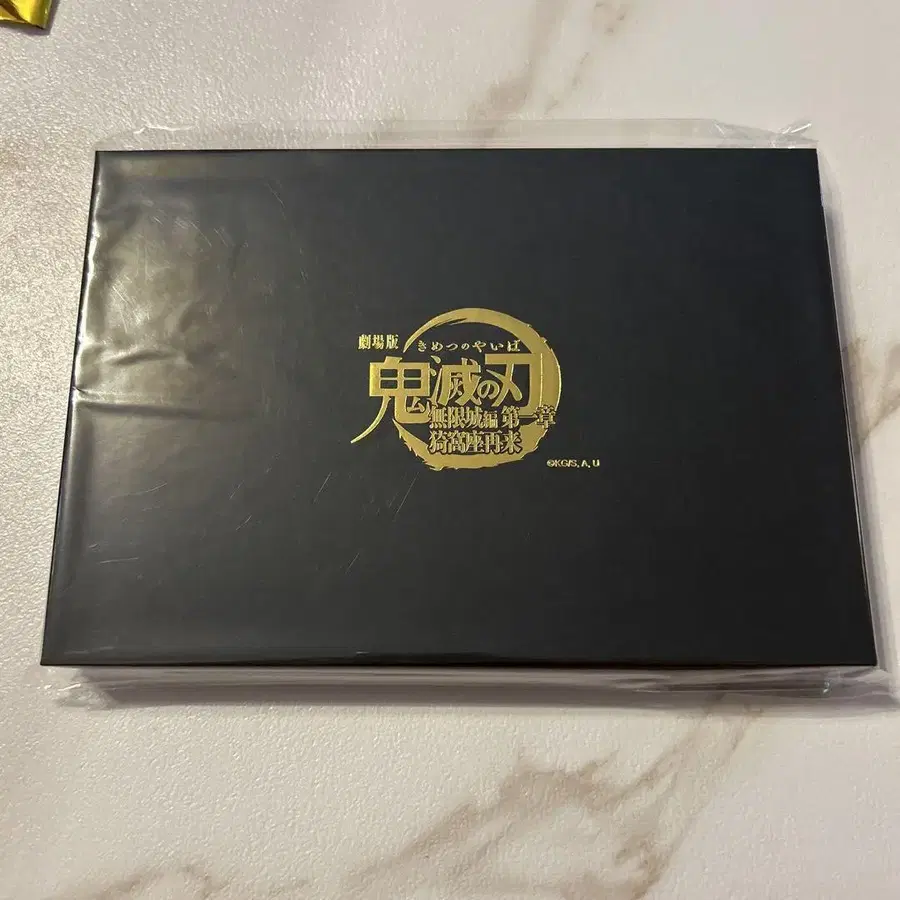 劇場版 きめつのやいば
鬼滅の刃
無限城編 第一章
猗窩座再来
©KG/S, A, U